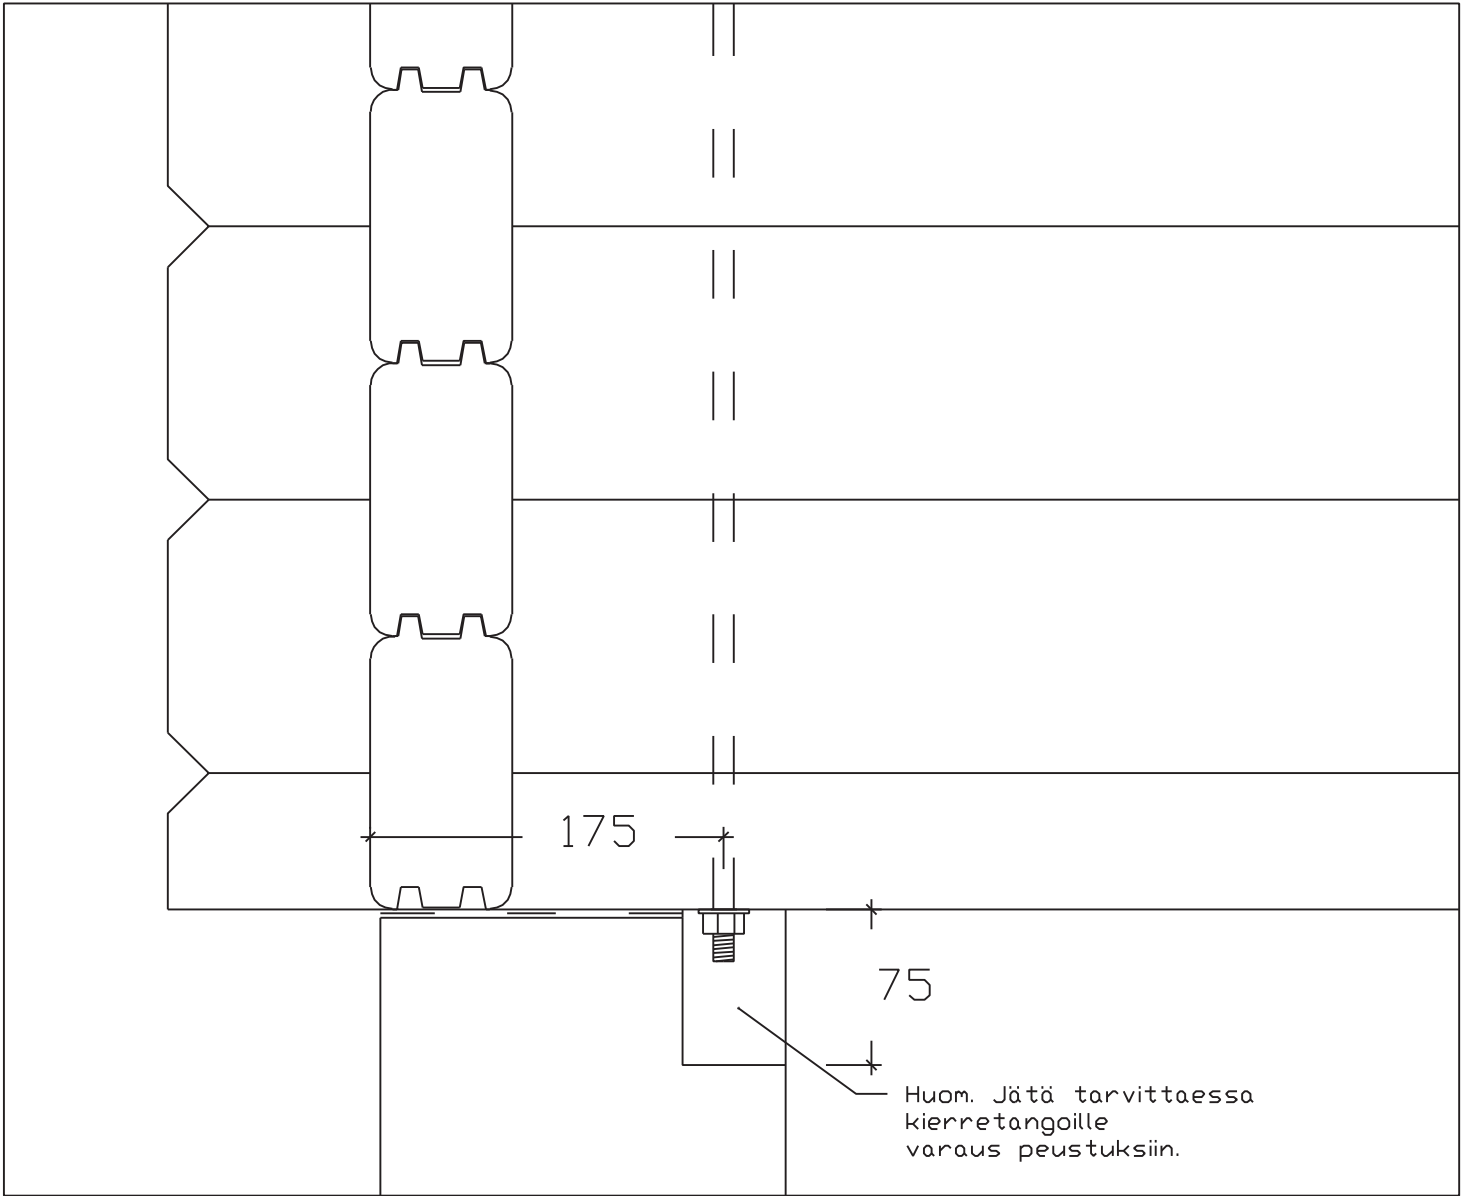 175
75
Huom. Jätä tarvittaessa
kierretangoille
varaus peustuksiin.